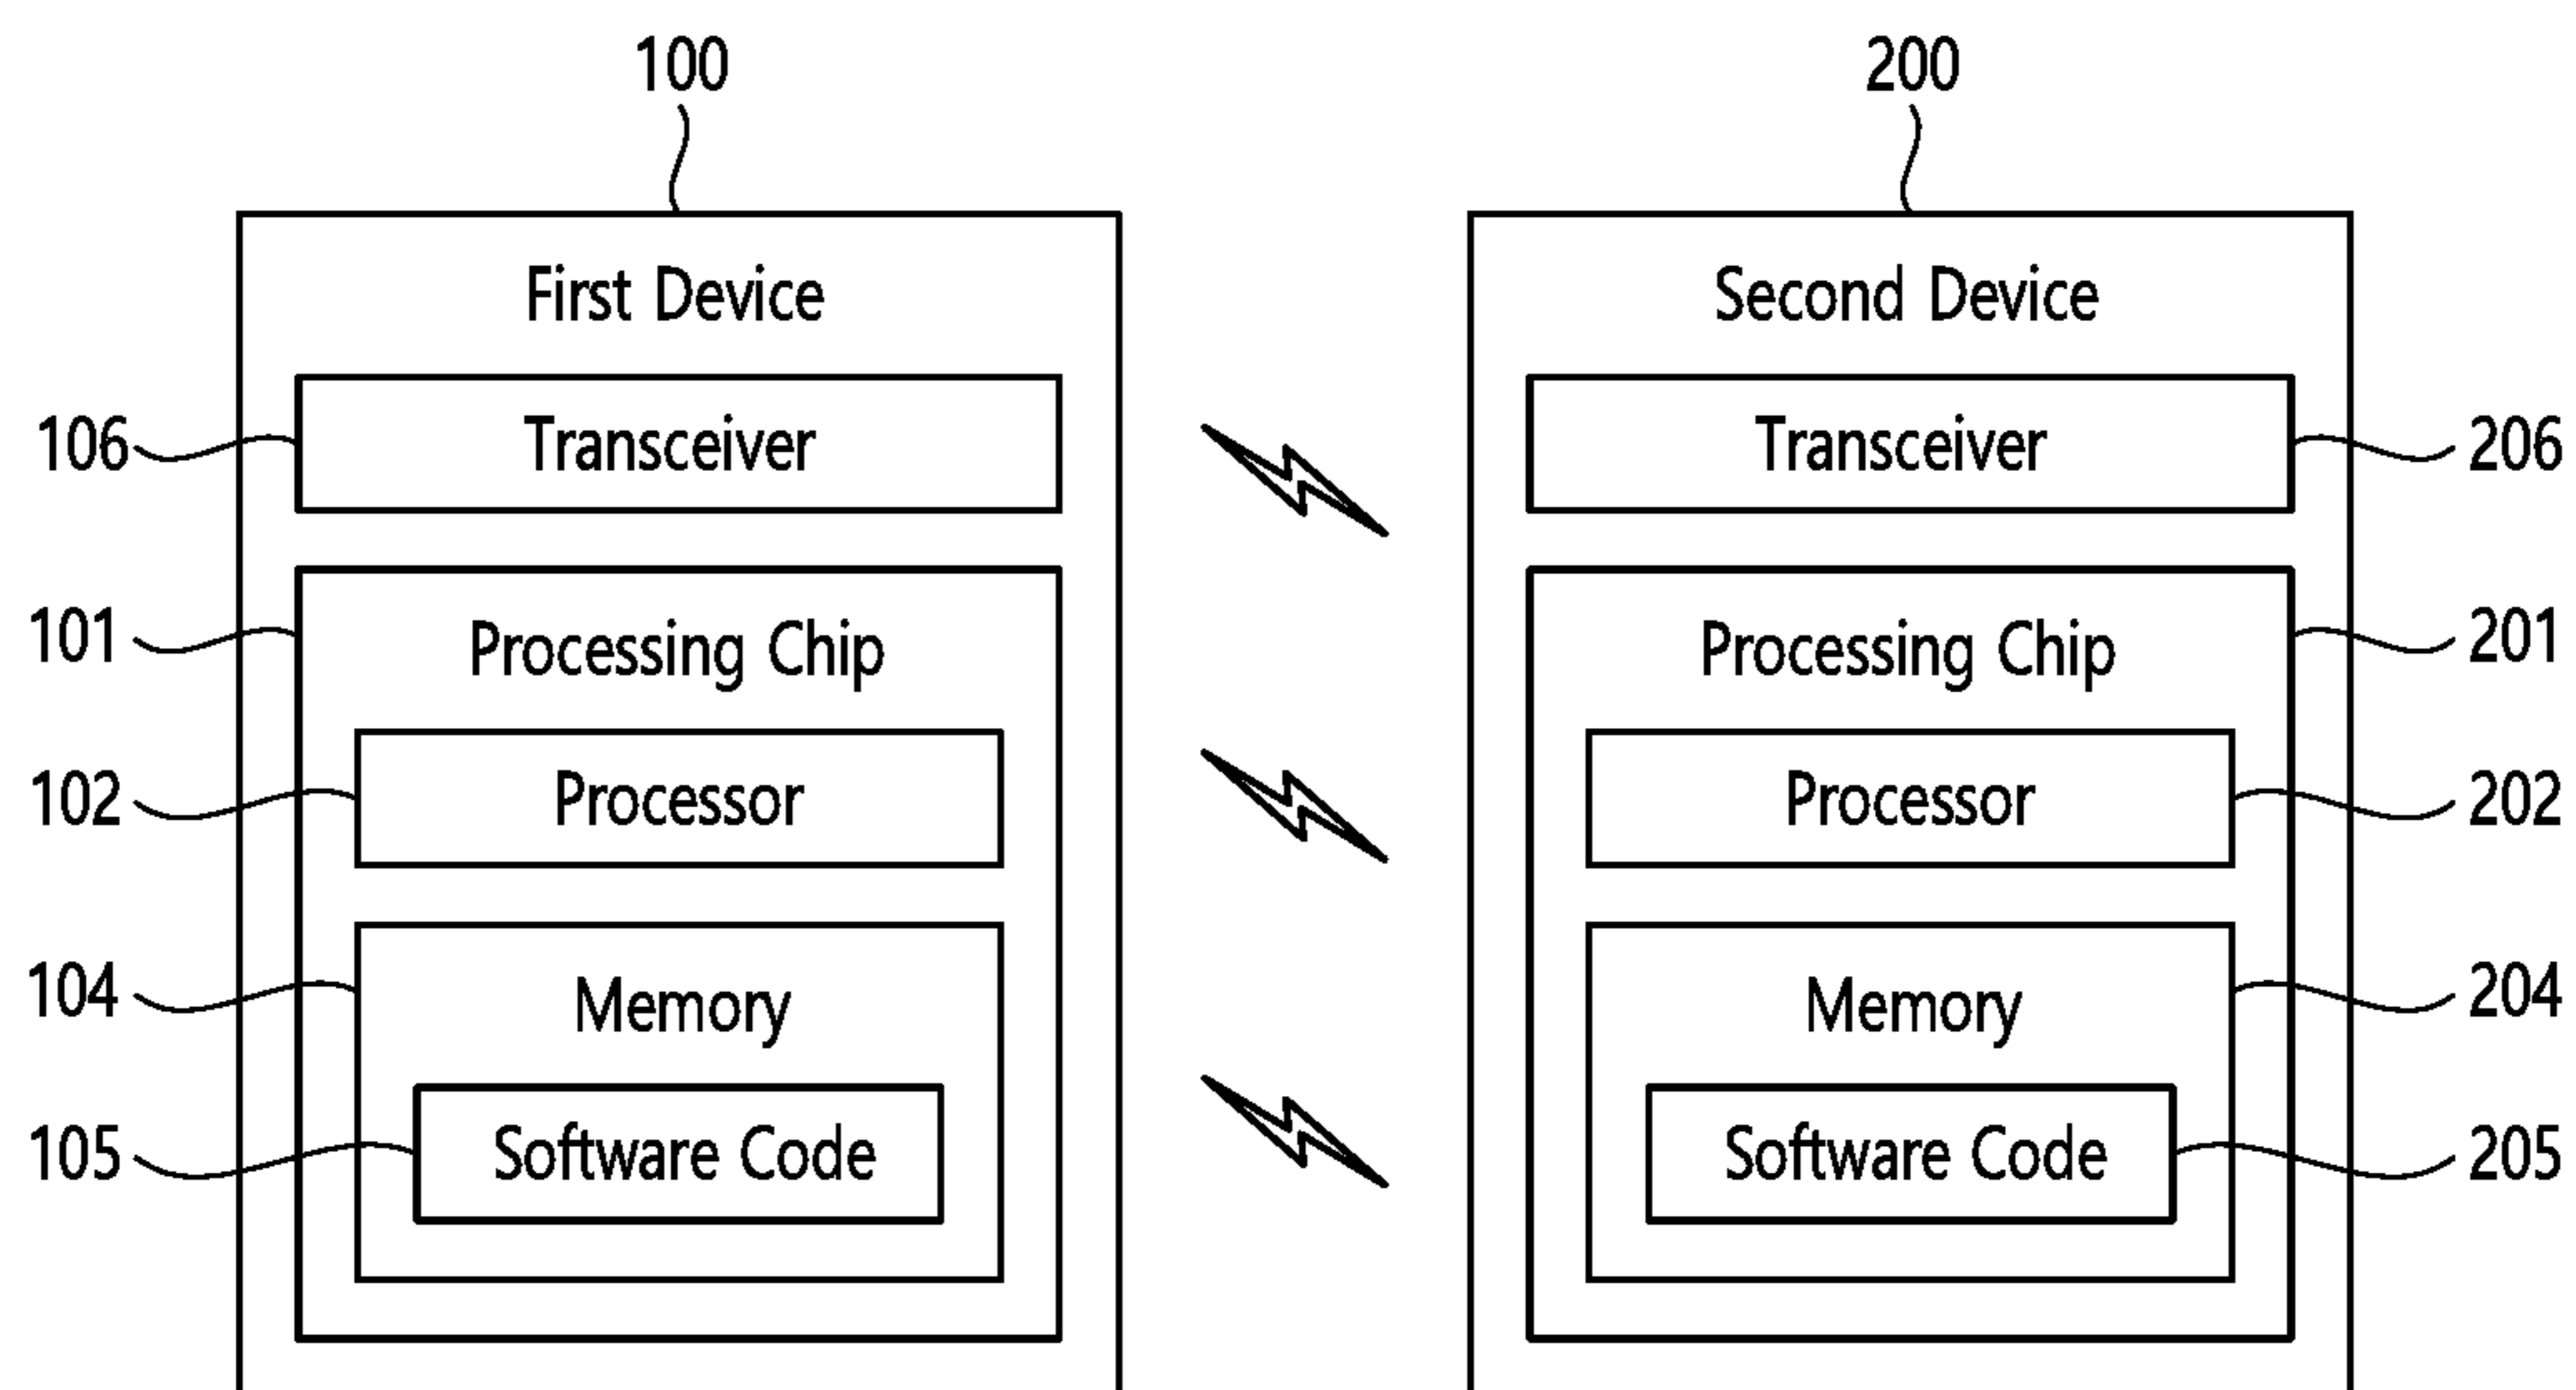 100
200
First Device
Second Device
106
Transceiver
Transceiver
206
101
Processing Chip
Processing Chip
201
102
Processor
Processor
202
104
Memory
Memory
204
105
Software Code
Software Code
205